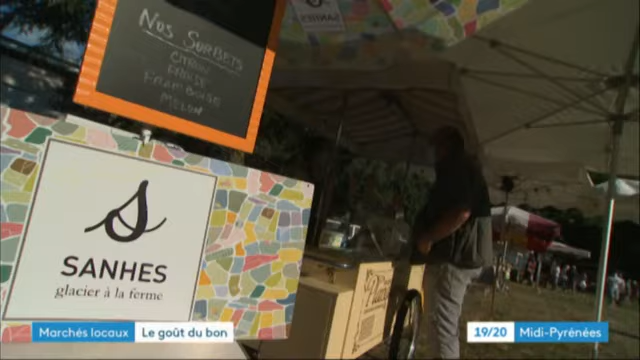 Nos Sorbets
CITRON
FRAISE
FRAMBOISE
MELON
SANHES
glacier à la ferme
Marchés locaux Le goût du bon
19/20 Midi-Pyrénées